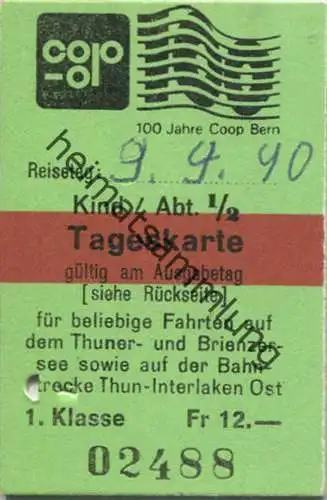 coop
100 Jahre Coop Bern
Reisetag: 9. 9. 90
Kind / Abt. 1/2
Tageskarte
gültig am Ausgabetag
[siehe Rückseite]
für beliebige Fahrten auf
dem Thuner- und Brienzer-
see sowie auf der Bahn-
strecke Thun-Interlaken Ost
1. Klasse Fr 12.—
02488
heimatsammlung.de